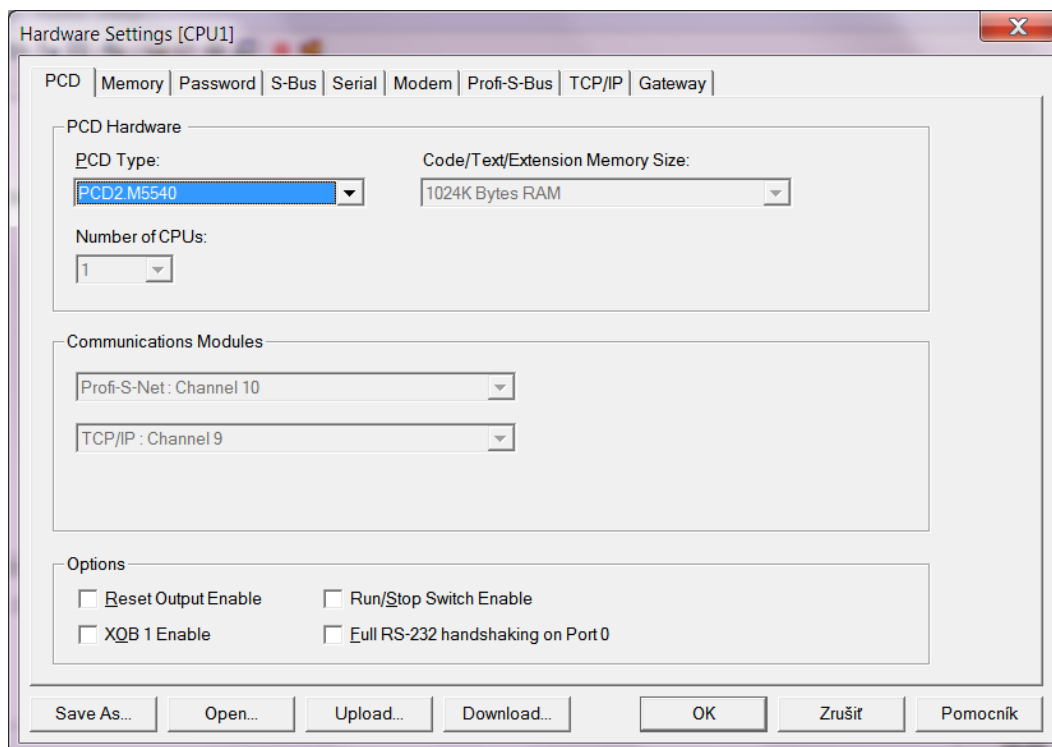 Hardware Settings [CPU1]
PCD Memory Password S-Bus Serial Modem Profi-S-Bus TCP/IP Gateway
PCD Hardware
PCD Type: Code/Text/Extension Memory Size:
PCD2.M5540 1024K Bytes RAM
Number of CPUs:
1
Communications Modules
Profi-S-Net : Channel 10
TCP/IP : Channel 9
Options
Reset Output Enable Run/Stop Switch Enable
XOB 1 Enable Full RS-232 handshaking on Port 0
Save As... Open... Upload... Download... OK Zrušiť Pomocník